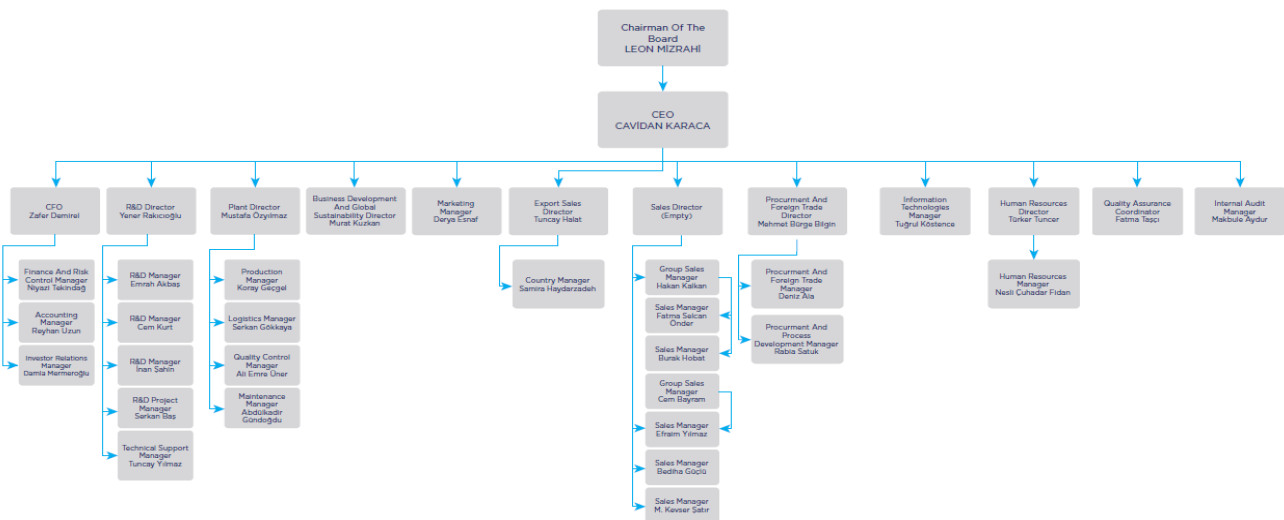 Chairman Of The
Board
LEON MİZRAHİ
CEO
CAVİDAN KARACA
CFO
Zafer Demirel
R&D Director
Yener Rakıcıoğlu
Plant Director
Mustafa Özyılmaz
Business Development
And Global
Sustainability Director
Murat Kuzkan
Marketing
Manager
Derya Esnaf
Export Sales
Director
Tuncay Halat
Sales Director
(Empty)
Procurment And
Foreign Trade
Director
Mehmet Bürge Bilgin
Information
Technologies
Manager
Tuğrul Köstence
Human Resources
Director
Türker Tuncer
Quality Assurance
Coordinator
Fatma Taşçı
Internal Audit
Manager
Makbule Aydur
Finance And Risk
Control Manager
Niyazi Tekindağ
Accounting
Manager
Reyhan Uzun
Investor Relations
Manager
Damla Mermeroğlu
R&D Manager
Emrah Akbaş
R&D Manager
Cem Kurt
R&D Manager
İnan Şahin
R&D Project
Manager
Serkan Baş
Technical Support
Manager
Tuncay Yılmaz
Production
Manager
Koray Geçgel
Logistics Manager
Serkan Gökkaya
Quality Control
Manager
Ali Emre Üner
Maintenance
Manager
Abdülkadir
Gündoğdu
Country Manager
Samira Haydarzadeh
Group Sales
Manager
Hakan Kalkan
Sales Manager
Fatma Selcan
Önder
Sales Manager
Burak Hobat
Group Sales
Manager
Cem Bayram
Sales Manager
Efraim Yılmaz
Sales Manager
Bediha Güçlü
Sales Manager
M. Kevser Şatır
Procurment And
Foreign Trade
Manager
Deniz Ala
Procurment And
Process
Development Manager
Rabia Satuk
Human Resources
Manager
Nesli Çuhadar Fidan